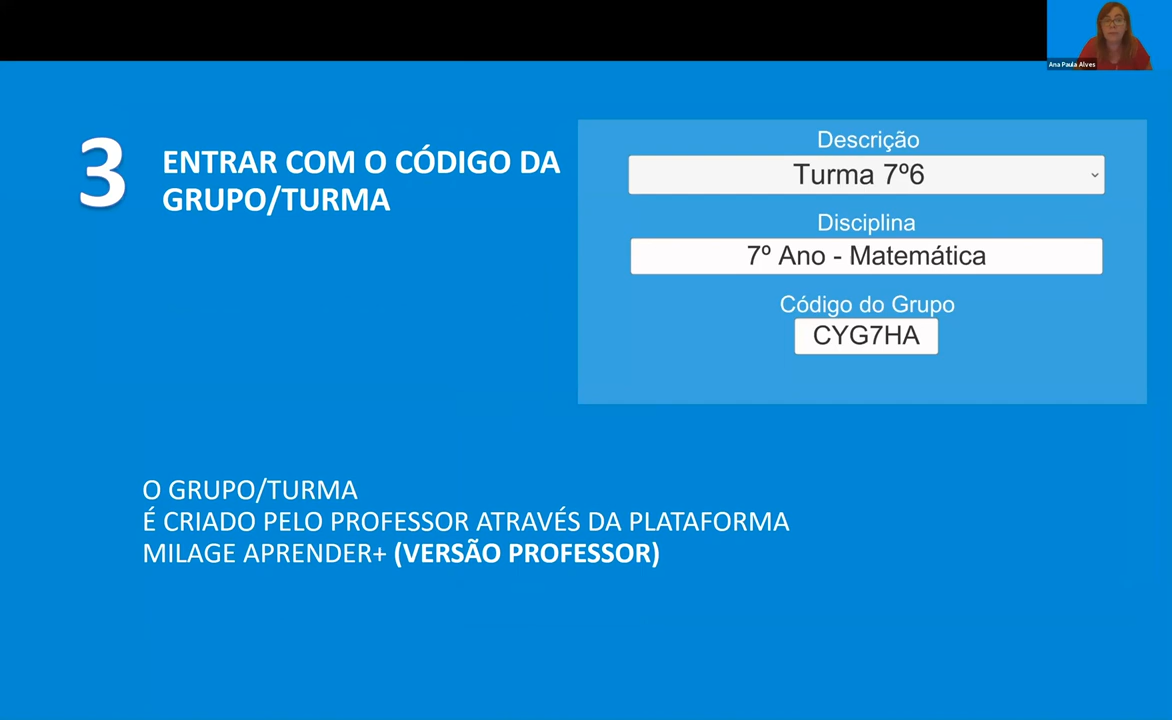 Ana Paula Alves
3
ENTRAR COM O CÓDIGO DA
GRUPO/TURMA
Descrição
Turma 7º6
Disciplina
7º Ano - Matemática
Código do Grupo
CYG7HA
O GRUPO/TURMA
É CRIADO PELO PROFESSOR ATRAVÉS DA PLATAFORMA
MILAGE APRENDER+ (VERSÃO PROFESSOR)